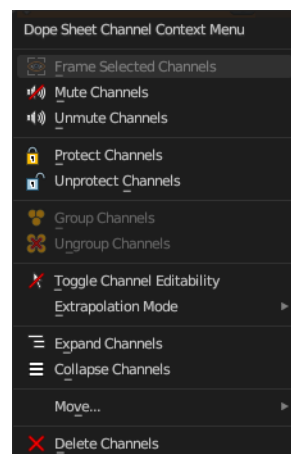 Dope Sheet Channel Context Menu
Frame Selected Channels
Mute Channels
Unmute Channels
Protect Channels
Unprotect Channels
Group Channels
Ungroup Channels
Toggle Channel Editability
Extrapolation Mode
Expand Channels
Collapse Channels
Move...
Delete Channels